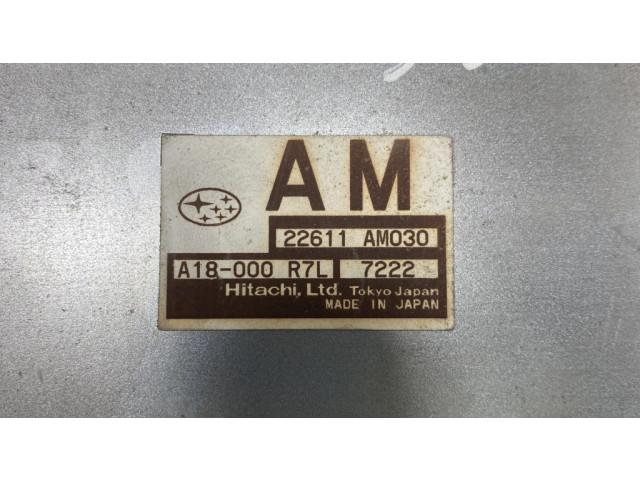 AM
22611 AM030
A18-000 R7L 7222
Hitachi, Ltd. Tokyo Japan
MADE IN JAPAN